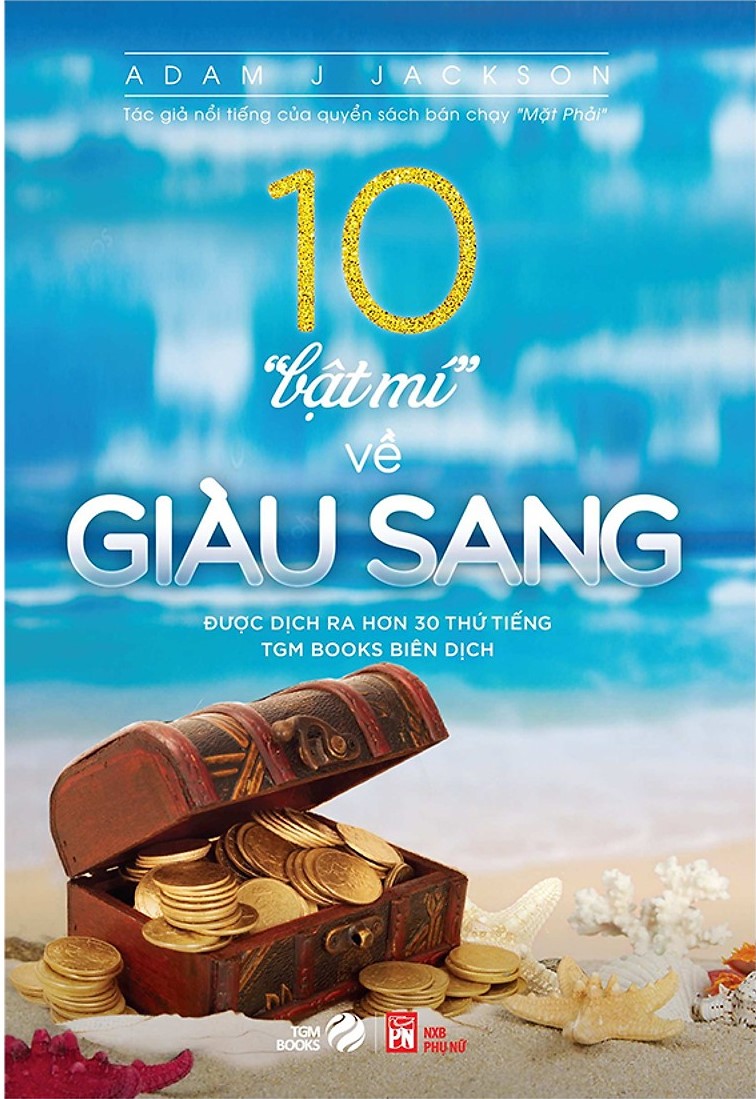 ADAM J JACKSON
Tác giả nổi tiếng của quyển sách bán chạy "Mặt Phải"
10
"bật mí"
về
GIÀU SANG
ĐƯỢC DỊCH RA HƠN 30 THỨ TIẾNG
TGM BOOKS BIÊN DỊCH
TGM
BOOKS
PN
NXB
PHỤ NỮ